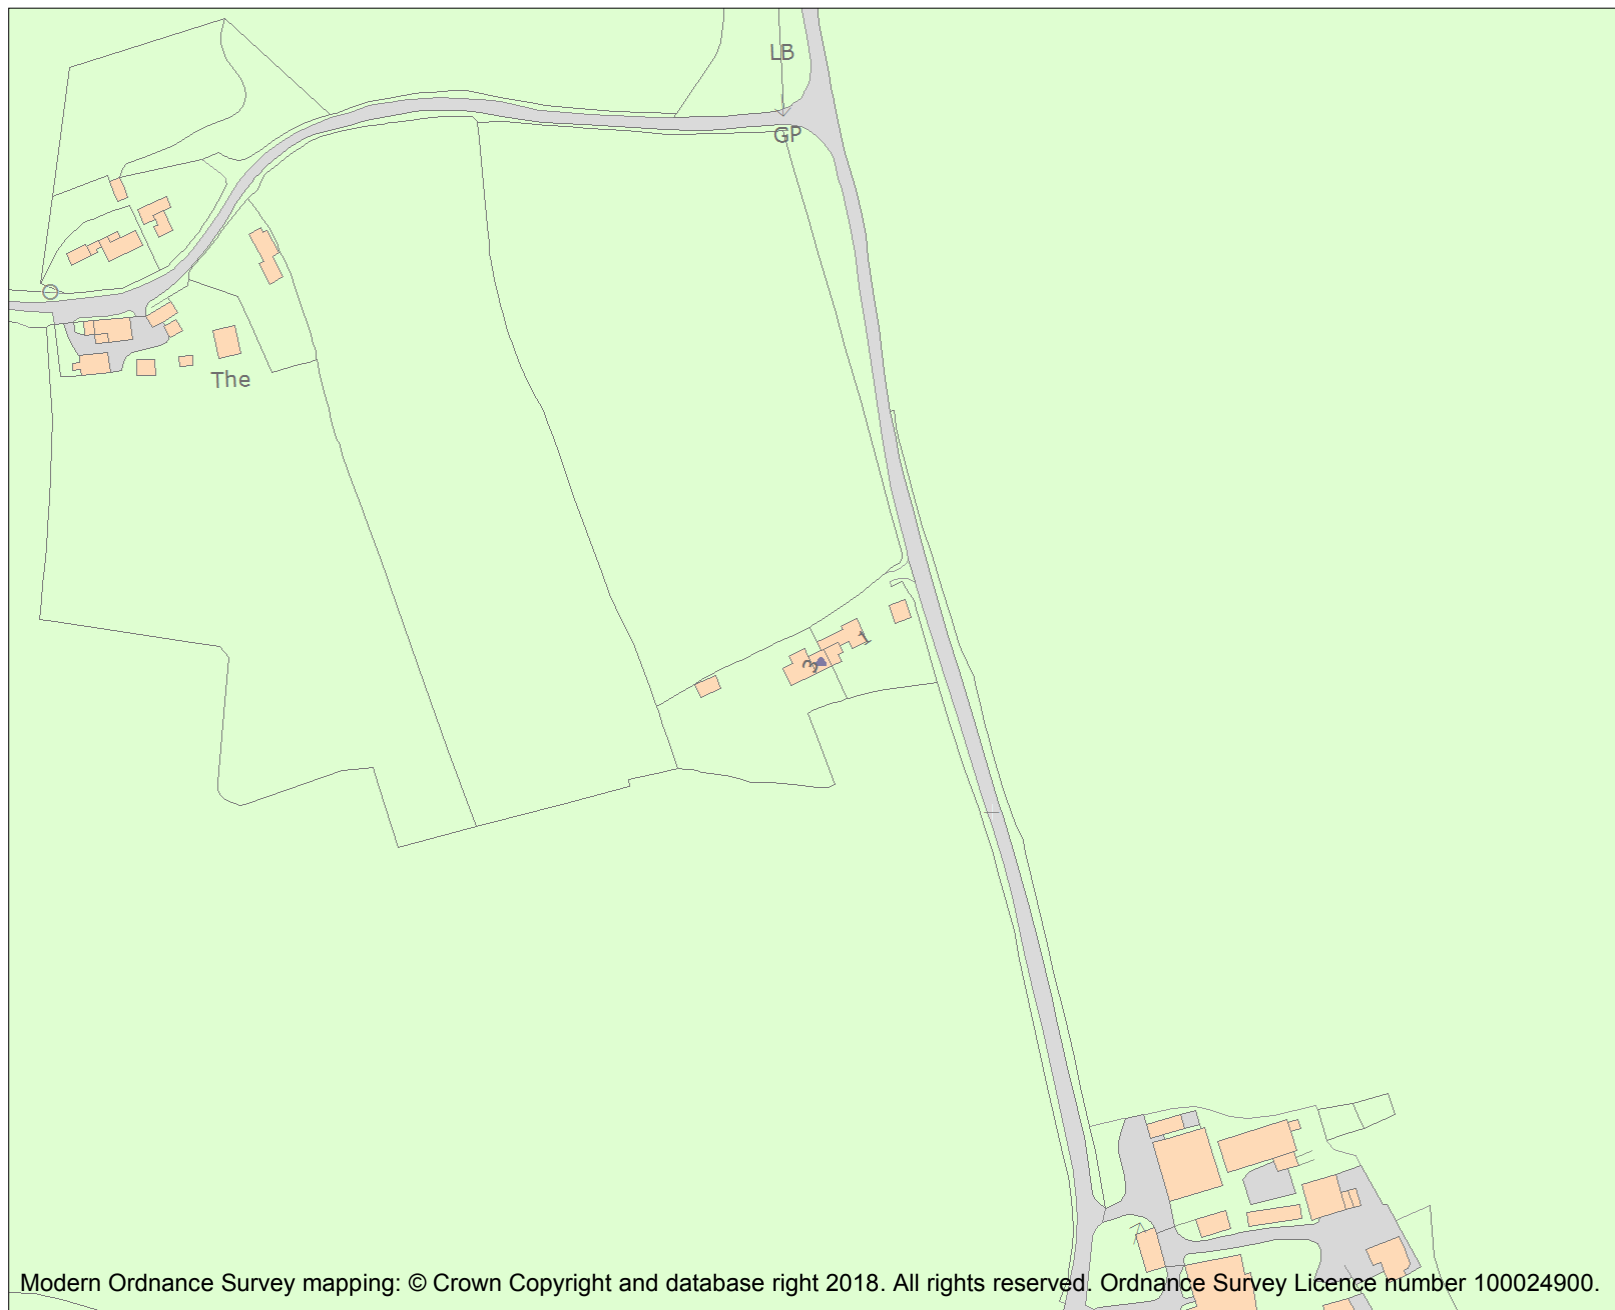 LB
GP
The
1
3
Modern Ordnance Survey mapping: © Crown Copyright and database right 2018. All rights reserved. Ordnance Survey Licence number 100024900.